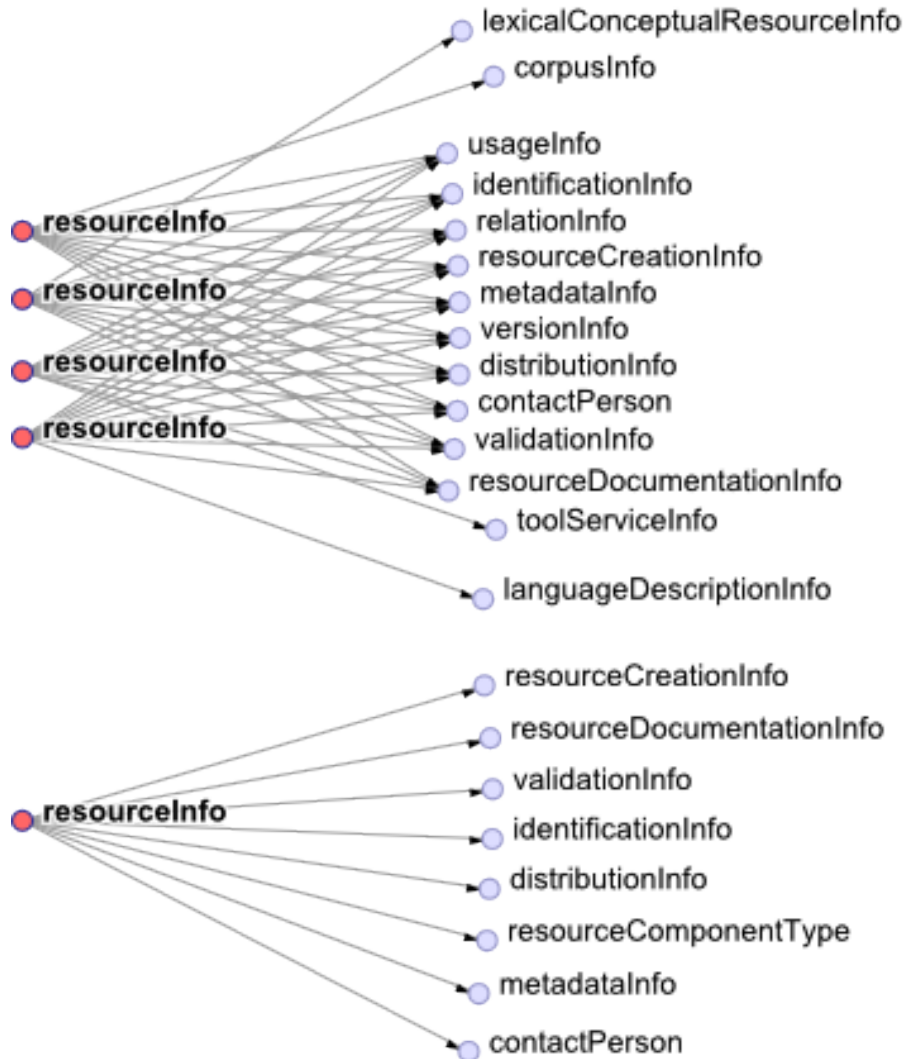 lexicalConceptualResourceInfo
corpusInfo
usageInfo
identificationInfo
resourceInfo
relationInfo
resourceCreationInfo
resourceInfo
metadataInfo
versionInfo
resourceInfo
distributionInfo
contactPerson
resourceInfo
validationInfo
resourceDocumentationInfo
toolServiceInfo
languageDescriptionInfo
resourceCreationInfo
resourceDocumentationInfo
validationInfo
resourceInfo
identificationInfo
distributionInfo
resourceComponentType
metadataInfo
contactPerson